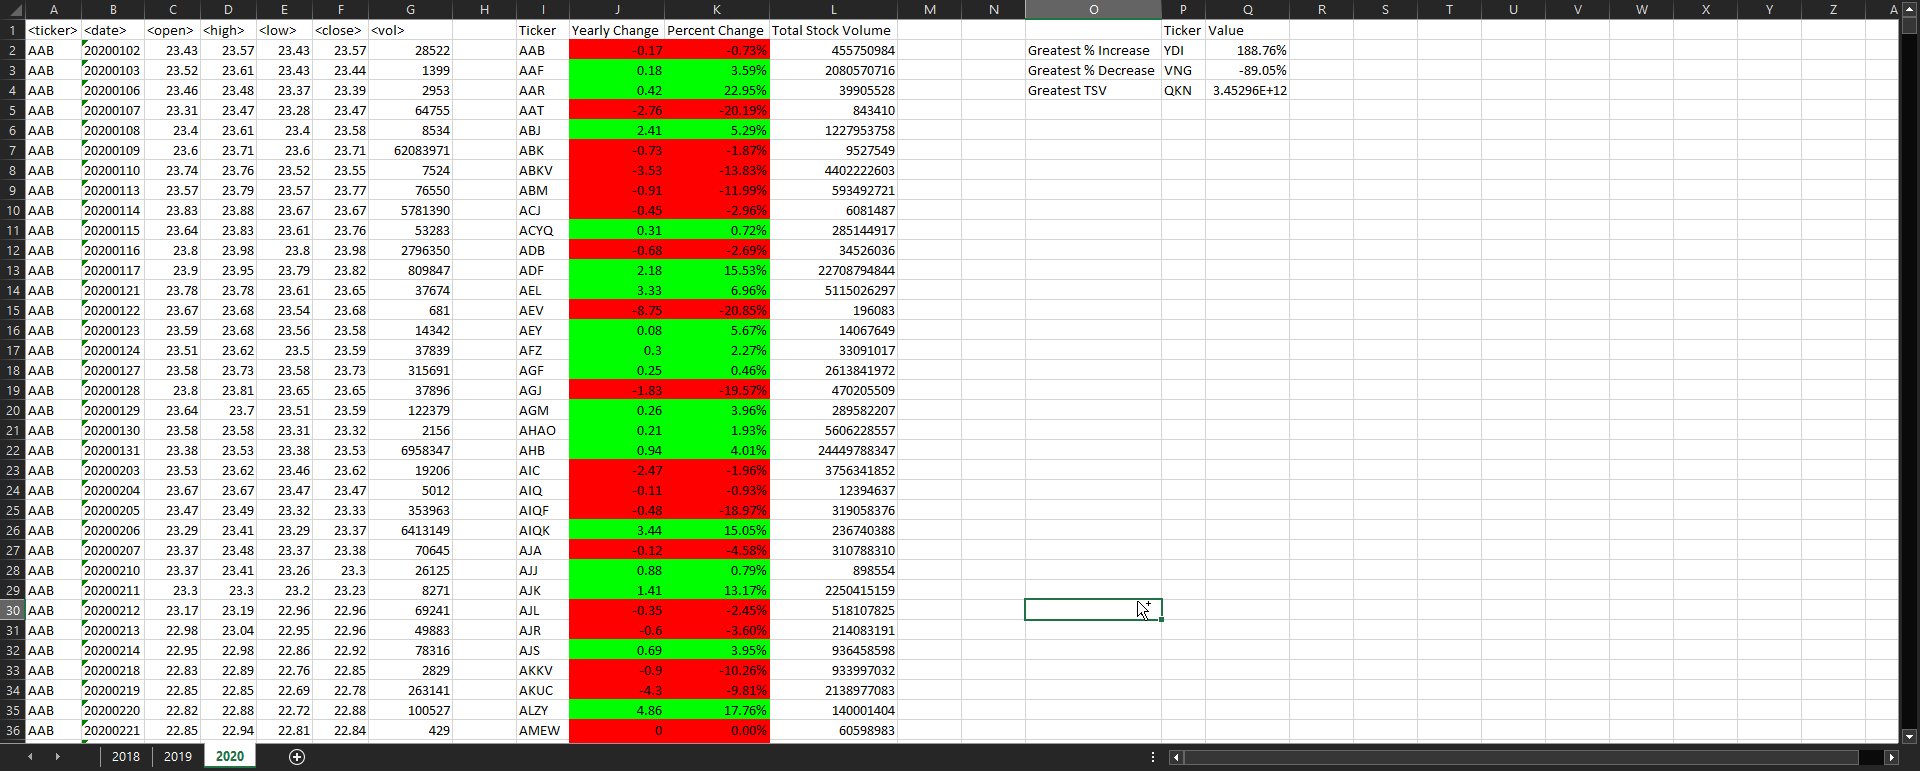 A B C D E F G H I J K L M N O P Q R S T U V W X Y Z A
1 <ticker> <date> <open> <high> <low> <close> <vol> Ticker Yearly Change Percent Change Total Stock Volume Ticker Value
2 AAB 20200102 23.43 23.57 23.43 23.57 28522 AAB -0.17 -0.73% 455750984 Greatest % Increase YDI 188.76%
3 AAB 20200103 23.52 23.61 23.43 23.44 1399 AAF 0.18 3.59% 2080570716 Greatest % Decrease VNG -89.05%
4 AAB 20200106 23.46 23.48 23.37 23.39 2953 AAR 0.42 22.95% 39905528 Greatest TSV QKN 3.45296E+12
5 AAB 20200107 23.31 23.47 23.28 23.47 64755 AAT -2.76 -20.19% 843410
6 AAB 20200108 23.4 23.61 23.4 23.58 8534 ABJ 2.41 5.29% 1227953758
7 AAB 20200109 23.6 23.71 23.6 23.71 62083971 ABK -0.73 -1.87% 9527549
8 AAB 20200110 23.74 23.76 23.52 23.55 7524 ABKV -3.53 -13.83% 4402222603
9 AAB 20200113 23.57 23.79 23.57 23.77 76550 ABM -0.91 -11.99% 593492721
10 AAB 20200114 23.83 23.88 23.67 23.67 5781390 ACJ -0.45 -2.96% 6081487
11 AAB 20200115 23.64 23.83 23.61 23.76 53283 ACYQ 0.31 0.72% 285144917
12 AAB 20200116 23.8 23.98 23.8 23.98 2796350 ADB -0.68 -2.69% 34526036
13 AAB 20200117 23.9 23.95 23.79 23.82 809847 ADF 2.18 15.53% 22708794844
14 AAB 20200121 23.78 23.78 23.61 23.65 37674 AEL 3.33 6.96% 5115026297
15 AAB 20200122 23.67 23.68 23.54 23.68 681 AEV -8.75 -20.85% 196083
16 AAB 20200123 23.59 23.68 23.56 23.58 14342 AEY 0.08 5.67% 14067649
17 AAB 20200124 23.51 23.62 23.5 23.59 37839 AFZ 0.3 2.27% 33091017
18 AAB 20200127 23.58 23.73 23.58 23.73 315691 AGF 0.25 0.46% 2613841972
19 AAB 20200128 23.8 23.81 23.65 23.65 37896 AGJ -1.83 -19.57% 470205509
20 AAB 20200129 23.64 23.7 23.51 23.59 122379 AGM 0.26 3.96% 289582207
21 AAB 20200130 23.58 23.58 23.31 23.32 2156 AHAO 0.21 1.93% 5606228557
22 AAB 20200131 23.38 23.53 23.38 23.53 6958347 AHB 0.94 4.01% 24449788347
23 AAB 20200203 23.53 23.62 23.46 23.62 19206 AIC -2.47 -1.96% 3756341852
24 AAB 20200204 23.67 23.67 23.47 23.47 5012 AIQ -0.11 -0.93% 12394637
25 AAB 20200205 23.47 23.49 23.32 23.33 353963 AIQF -0.48 -18.97% 319058376
26 AAB 20200206 23.29 23.41 23.29 23.37 6413149 AIQK 3.44 15.05% 236740388
27 AAB 20200207 23.37 23.48 23.37 23.38 70645 AJA -0.12 -4.58% 310788310
28 AAB 20200210 23.37 23.41 23.26 23.3 26125 AJJ 0.88 0.79% 898554
29 AAB 20200211 23.3 23.3 23.2 23.23 8271 AJK 1.41 13.17% 2250415159
30 AAB 20200212 23.17 23.19 22.96 22.96 69241 AJL -0.35 -2.45% 518107825
31 AAB 20200213 22.98 23.04 22.95 22.96 49883 AJR -0.6 -3.60% 214083191
32 AAB 20200214 22.95 22.98 22.86 22.92 78316 AJS 0.69 3.95% 936458598
33 AAB 20200218 22.83 22.89 22.76 22.85 2829 AKKV -0.9 -10.26% 933997032
34 AAB 20200219 22.85 22.85 22.69 22.78 263141 AKUC -4.3 -9.81% 2138977083
35 AAB 20200220 22.82 22.88 22.72 22.88 100527 ALZY 4.86 17.76% 140001404
36 AAB 20200221 22.85 22.94 22.81 22.84 429 AMEW 0 0.00% 60598983
2018 2019 2020